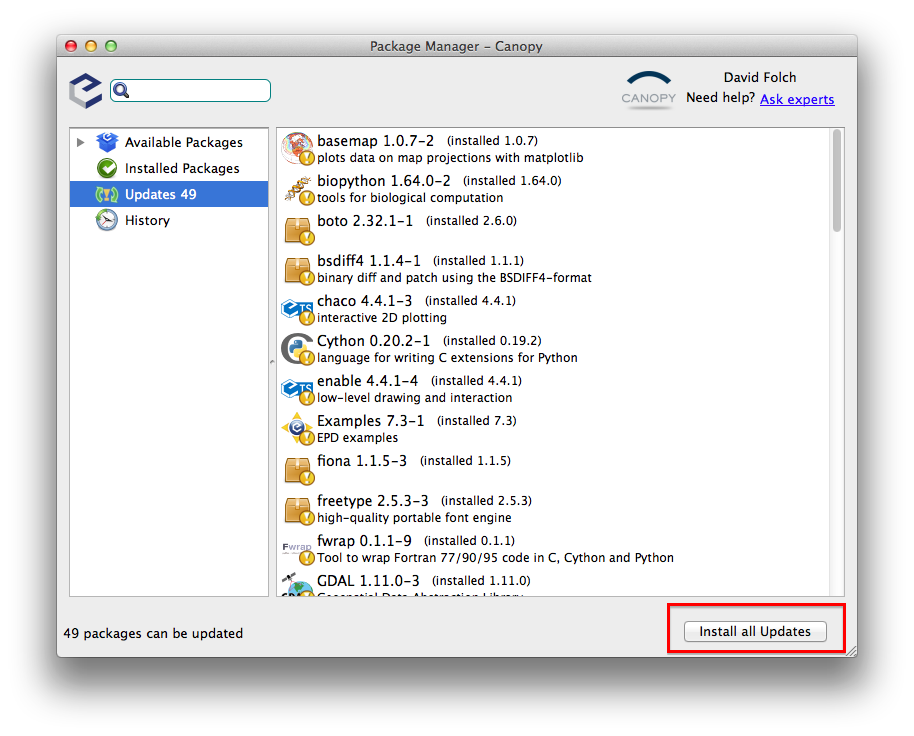 Package Manager – Canopy
CANOPY
David Folch
Need help? Ask experts
Available Packages
Installed Packages
Updates 49
History
basemap 1.0.7-2 (installed 1.0.7)
plots data on map projections with matplotlib
biopython 1.64.0-2 (installed 1.64.0)
tools for biological computation
boto 2.32.1-1 (installed 2.6.0)
bsdiff4 1.1.4-1 (installed 1.1.1)
binary diff and patch using the BSDIFF4-format
chaco 4.4.1-3 (installed 4.4.1)
interactive 2D plotting
Cython 0.20.2-1 (installed 0.19.2)
language for writing C extensions for Python
enable 4.4.1-4 (installed 4.4.1)
low-level drawing and interaction
Examples 7.3-1 (installed 7.3)
EPD examples
fiona 1.1.5-3 (installed 1.1.5)
freetype 2.5.3-3 (installed 2.5.3)
high-quality portable font engine
Fwrap
fwrap 0.1.1-9 (installed 0.1.1)
Tool to wrap Fortran 77/90/95 code in C, Cython and Python
GDAL 1.11.0-3 (installed 1.11.0)
Geospatial Data Abstraction Library
49 packages can be updated
Install all Updates